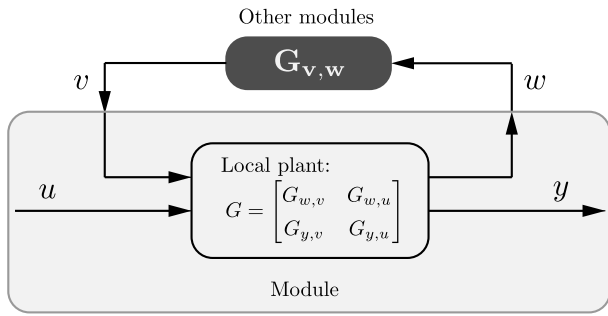 Other modules
G_{v,w}
v
w
Local plant:
u
G = [G_{w,v} G_{w,u}
G_{y,v} G_{y,u}]
y
Module